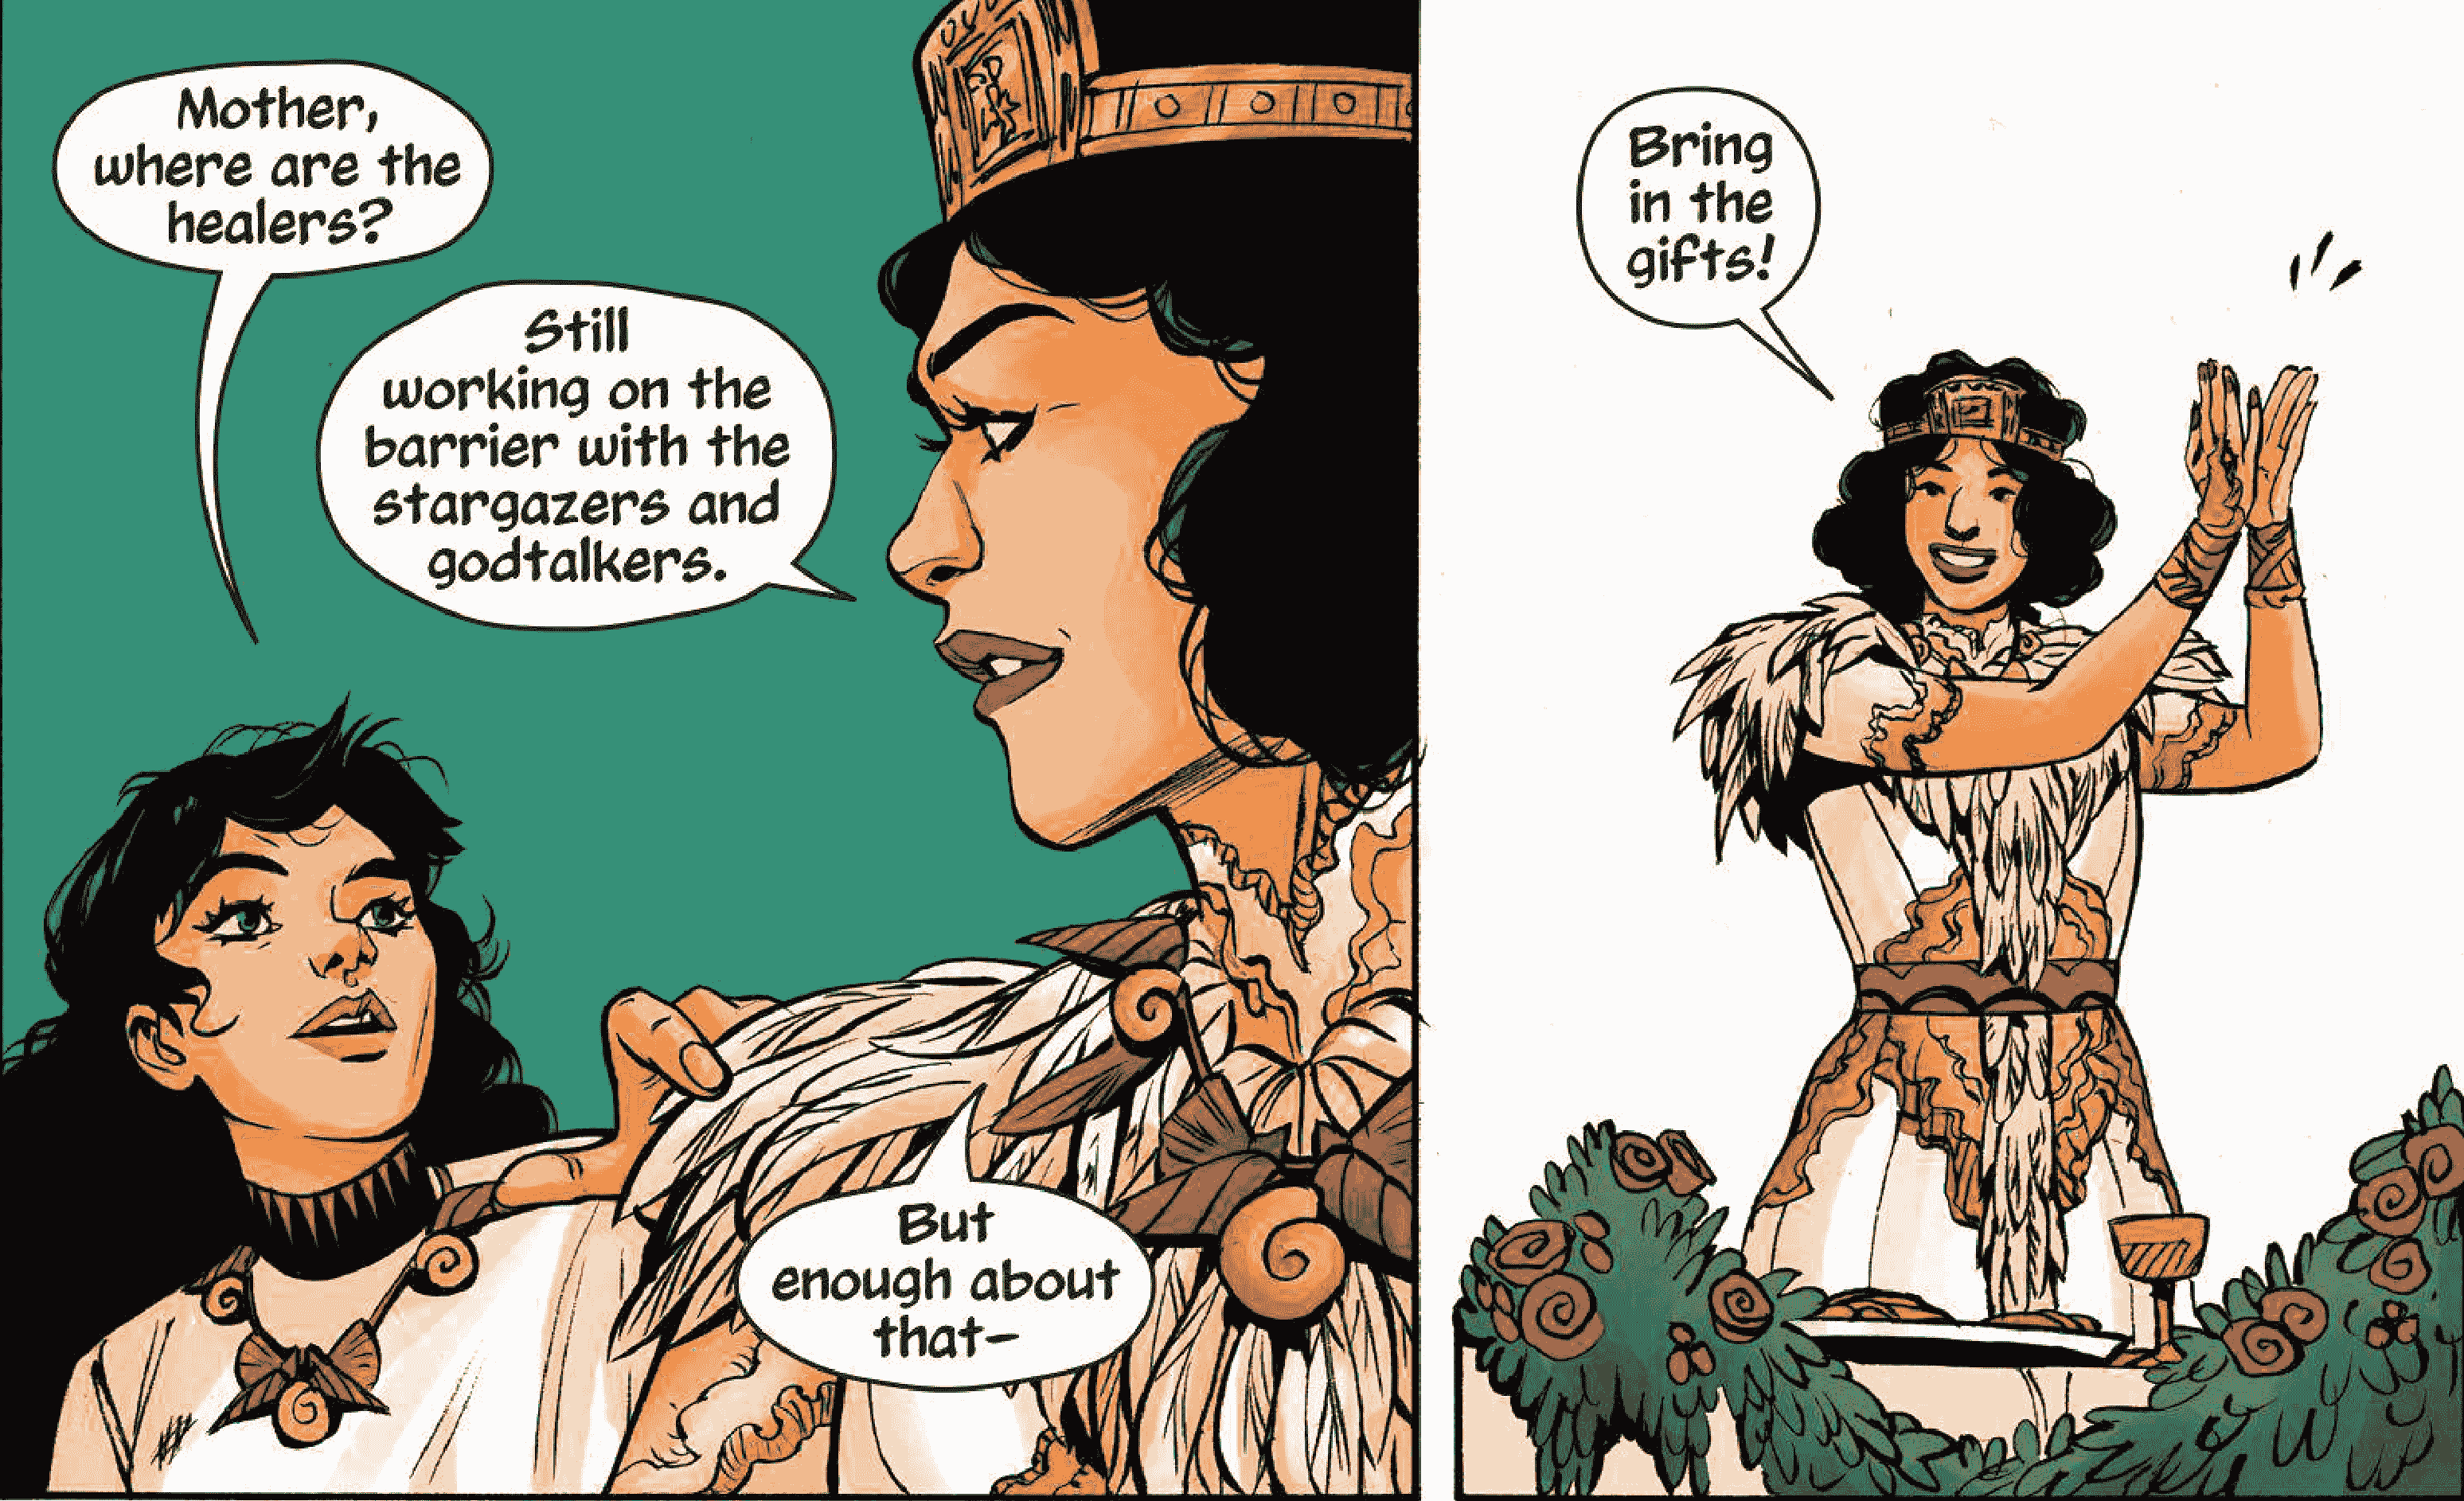 Mother,
where are the
healers?
Still
working on the
barrier with the
stargazers and
godtalkers.
But
enough about
that–
Bring
in the
gifts!